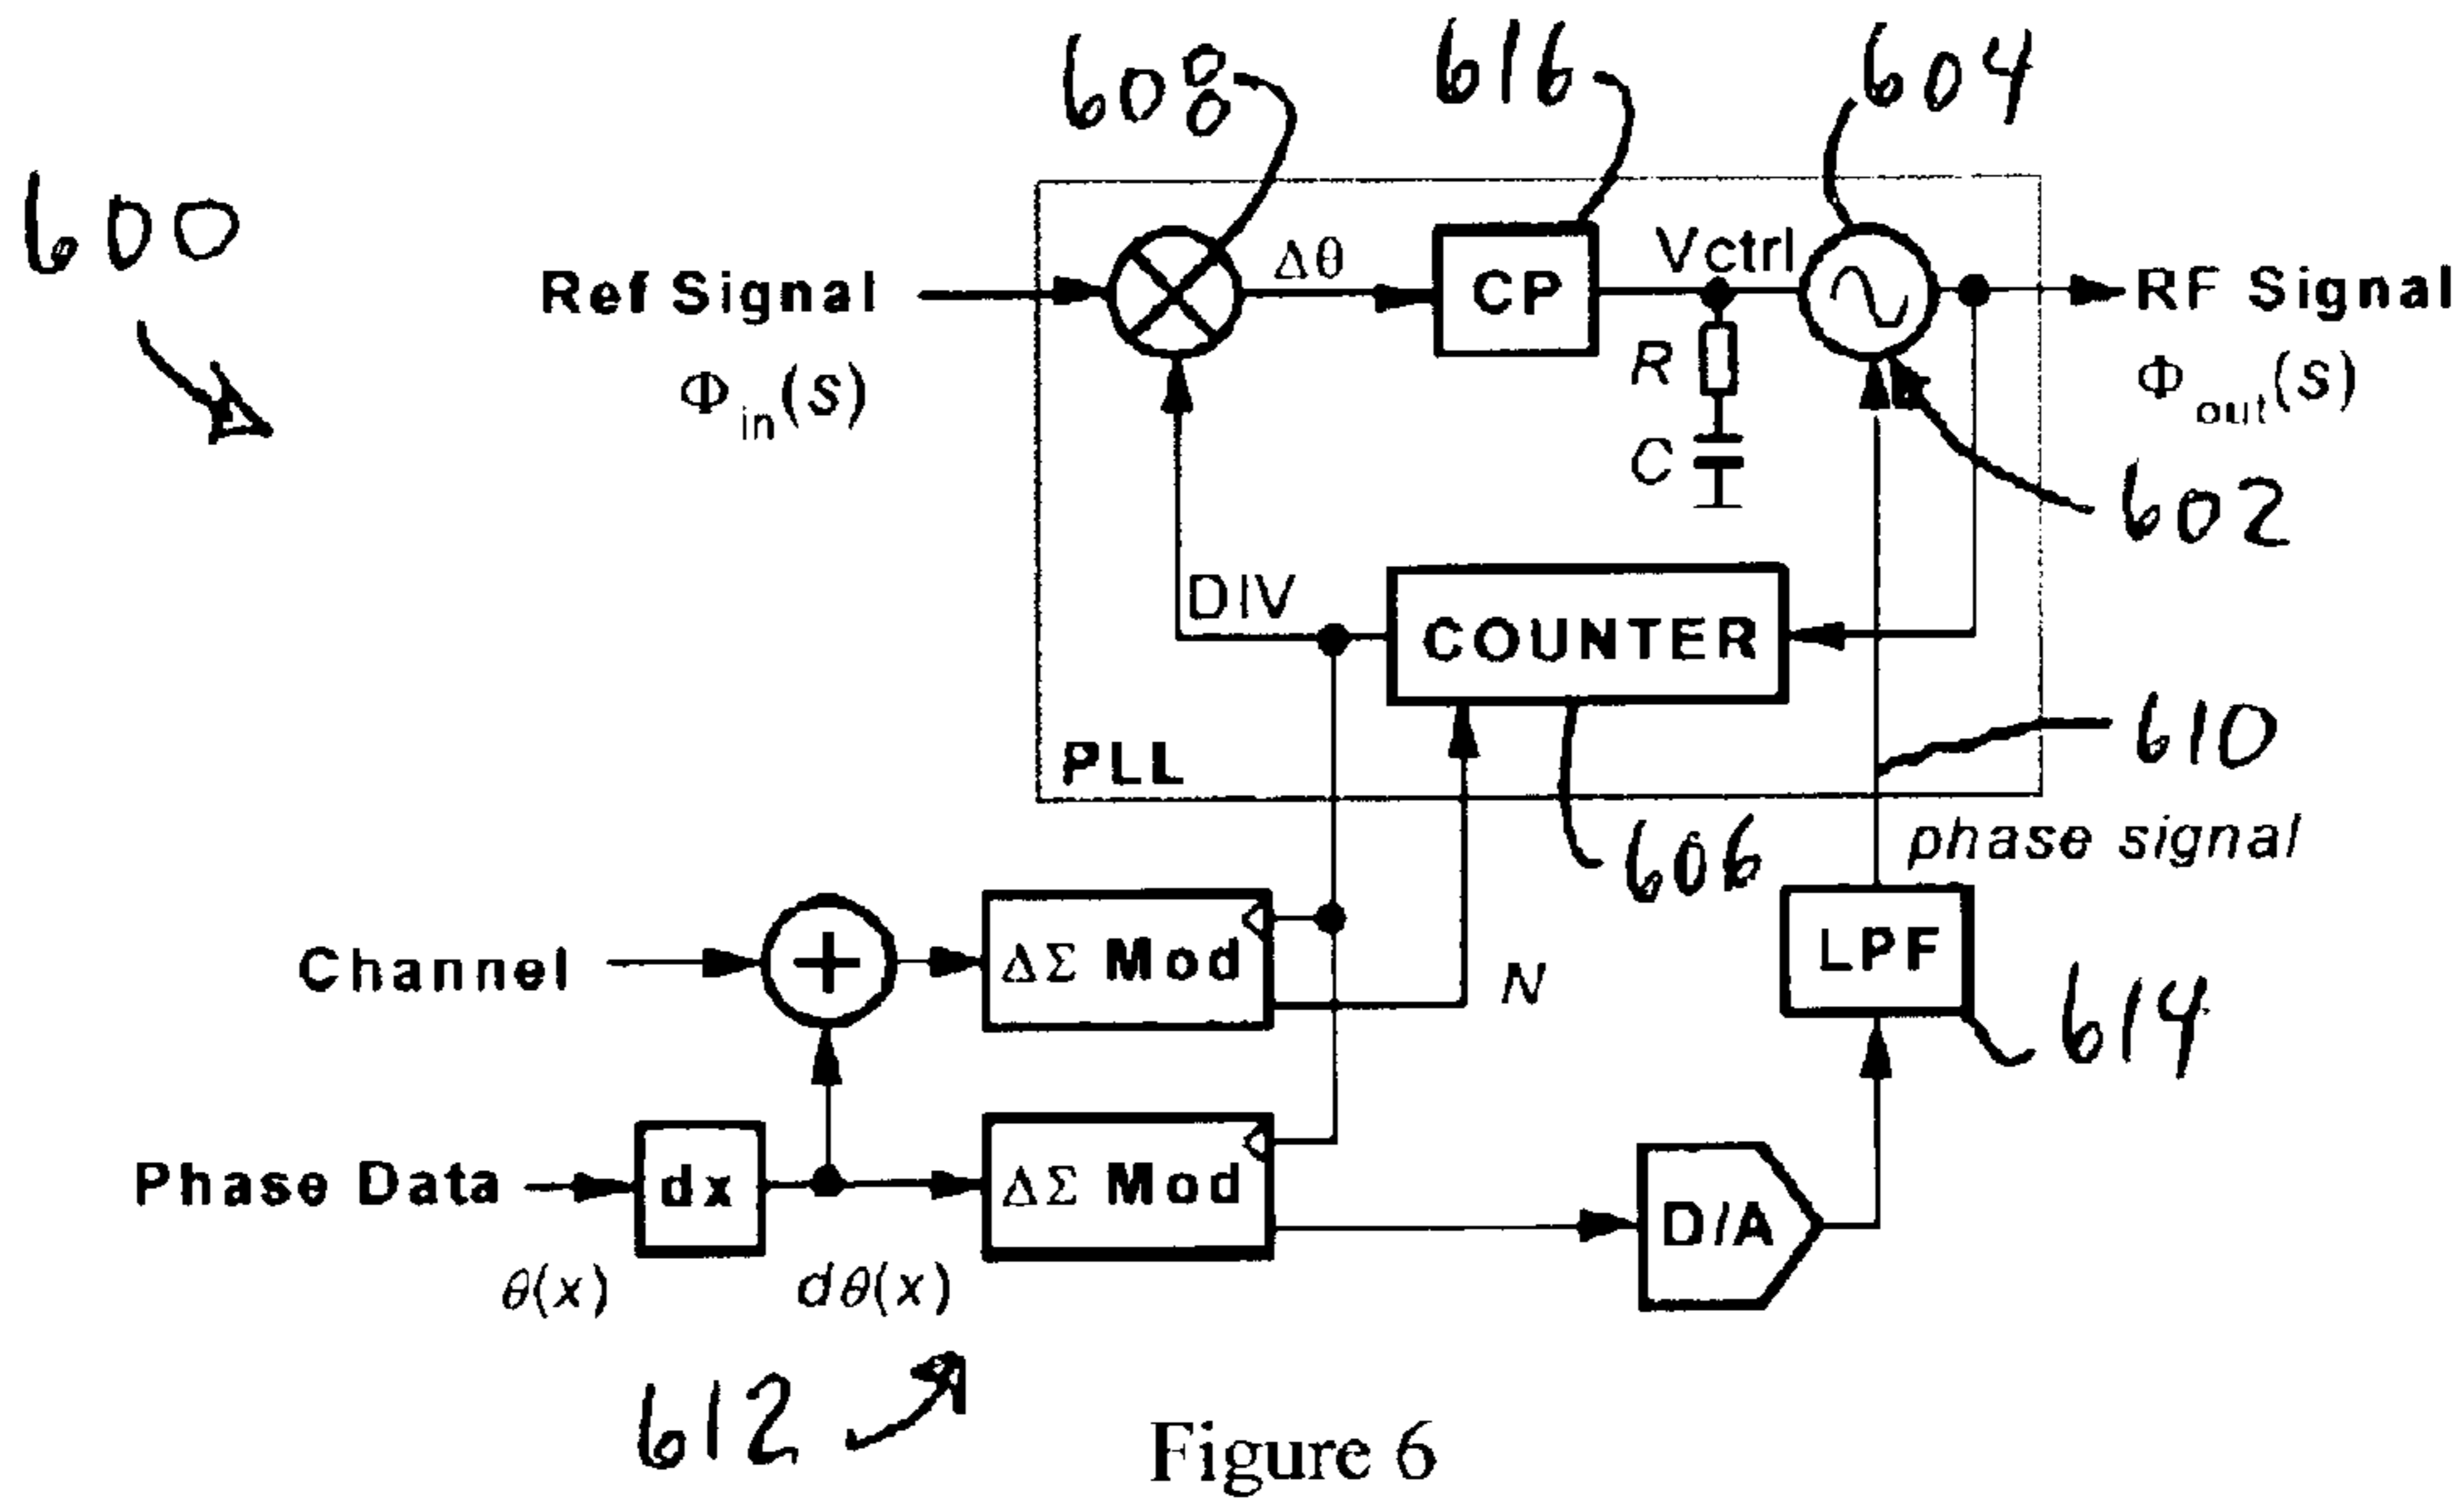 608
616
604
600
Ref Signal
Φin(S)
Δθ
CP
Vctrl
RF Signal
Φout(S)
R
C
602
DIV
COUNTER
PLL
610
606
phase signal
Channel
+
ΔΣ Mod
N
LPF
614
Phase Data
dx
ΔΣ Mod
D/A
θ(x)
dθ(x)
612
Figure 6